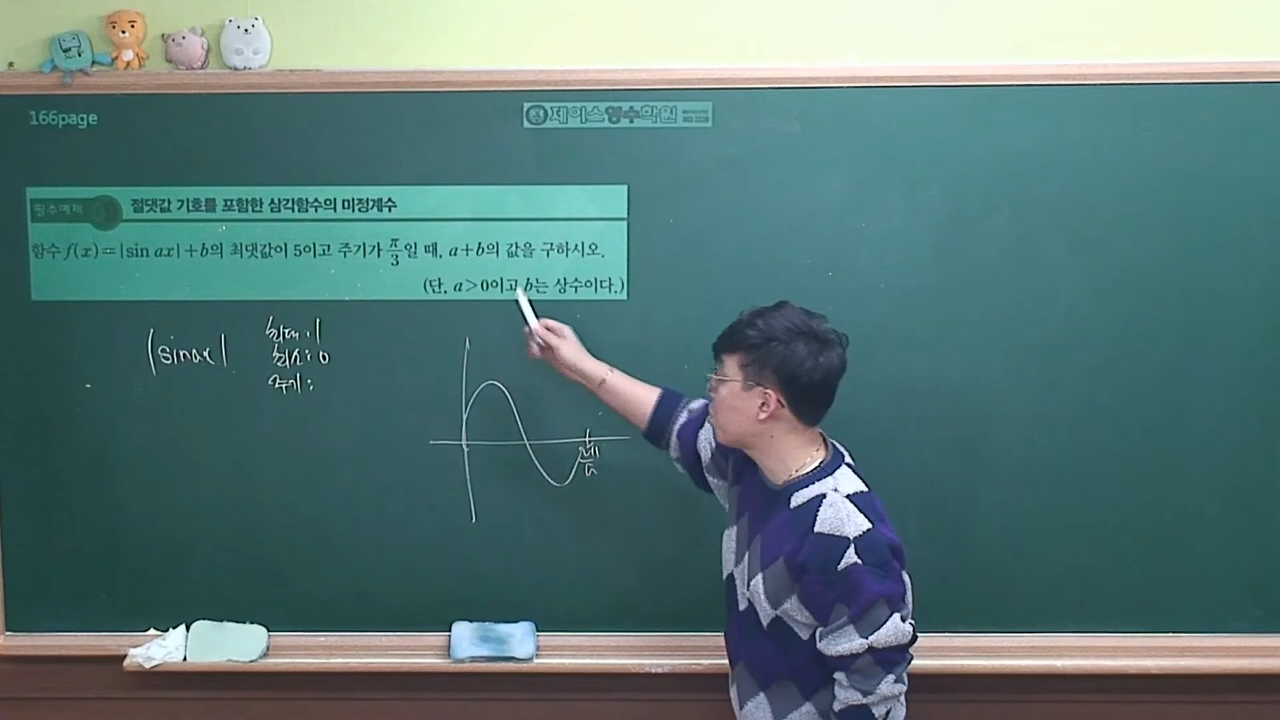 166page
제이스영수학원
필수예제
절댓값 기호를 포함한 삼각함수의 미정계수
함수 f(x)=|sin ax|+b의 최댓값이 5이고 주기가 π/3일 때, a+b의 값을 구하시오.
(단, a>0이고 b는 상수이다.)
|sinax|
최대:1
최소:0
주기:
2π/a